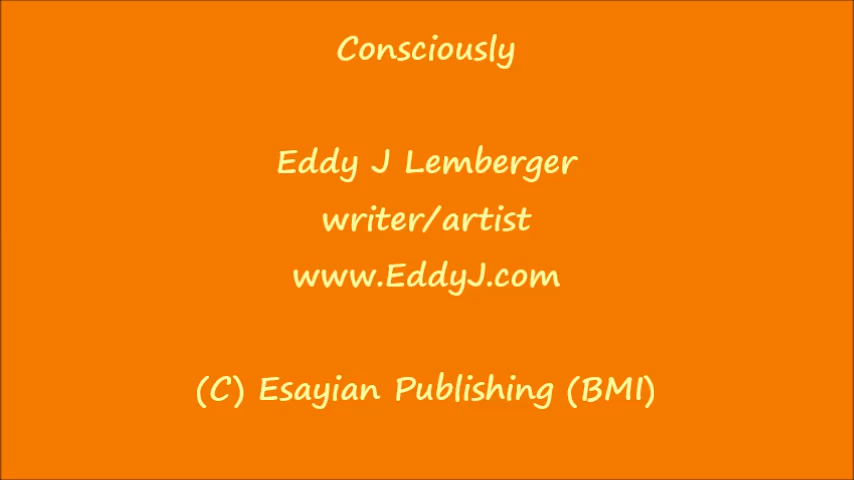 Consciously
Eddy J Lemberger
writer/artist
www.EddyJ.com
(C) Esayian Publishing (BMI)